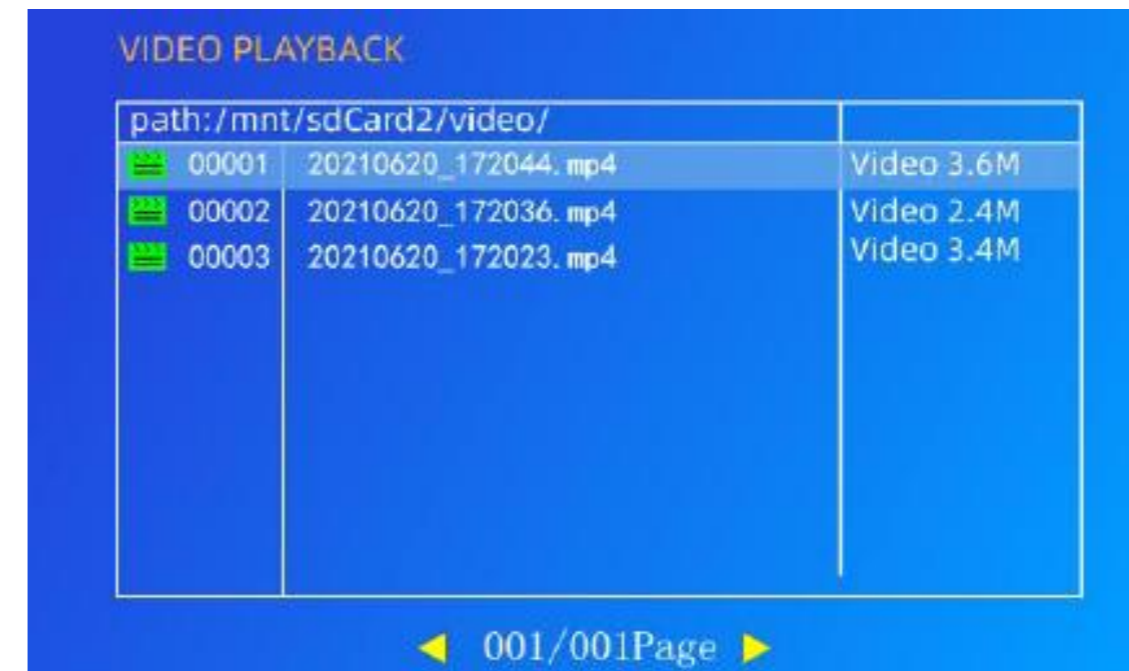 VIDEO PLAYBACK
path:/mnt/sdCard2/video/
00001 20210620_172044.mp4 Video 3.6M
00002 20210620_172036.mp4 Video 2.4M
00003 20210620_172023.mp4 Video 3.4M
001/001Page